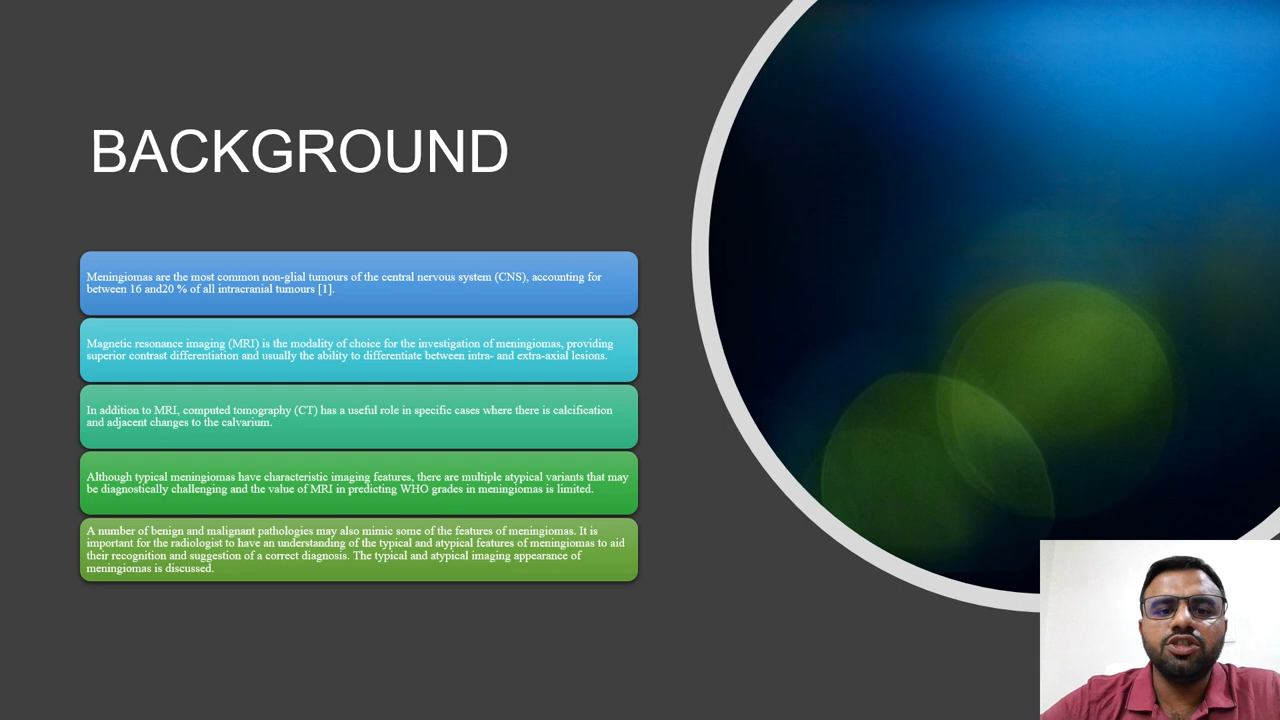 BACKGROUND
Meningiomas are the most common non-glial tumours of the central nervous system (CNS), accounting for
between 16 and20 % of all intracranial tumours [1].
Magnetic resonance imaging (MRI) is the modality of choice for the investigation of meningiomas, providing
superior contrast differentiation and usually the ability to differentiate between intra- and extra-axial lesions.
In addition to MRI, computed tomography (CT) has a useful role in specific cases where there is calcification
and adjacent changes to the calvarium.
Although typical meningiomas have characteristic imaging features, there are multiple atypical variants that may
be diagnostically challenging and the value of MRI in predicting WHO grades in meningiomas is limited.
A number of benign and malignant pathologies may also mimic some of the features of meningiomas. It is
important for the radiologist to have an understanding of the typical and atypical features of meningiomas to aid
their recognition and suggestion of a correct diagnosis. The typical and atypical imaging appearance of
meningiomas is discussed.